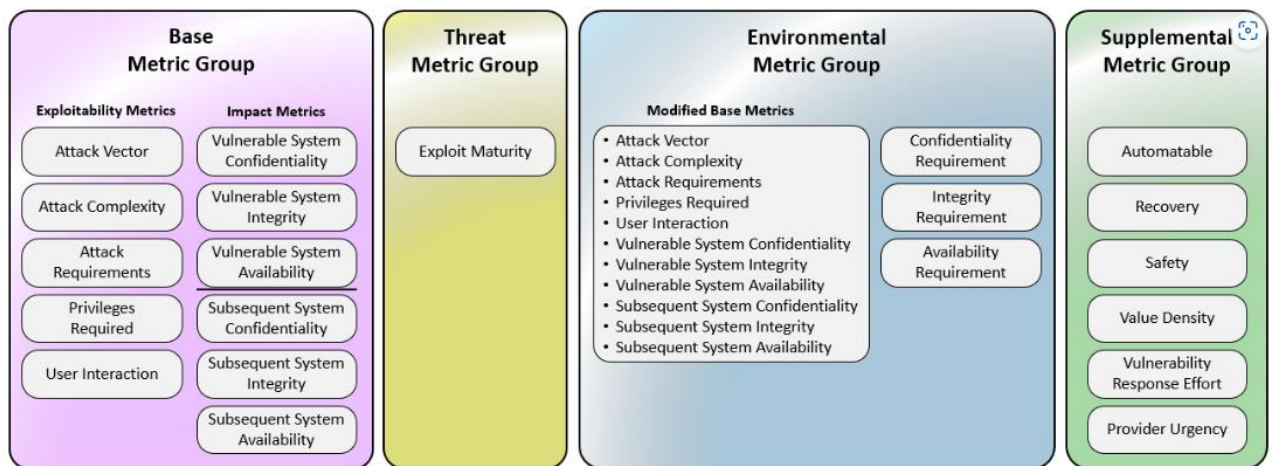 Base
Metric Group
Exploitability Metrics
Attack Vector
Attack Complexity
Attack
Requirements
Privileges
Required
User Interaction
Impact Metrics
Vulnerable System
Confidentiality
Vulnerable System
Integrity
Vulnerable System
Availability
Subsequent System
Confidentiality
Subsequent System
Integrity
Subsequent System
Availability
Threat
Metric Group
Exploit Maturity
Environmental
Metric Group
Modified Base Metrics
• Attack Vector
• Attack Complexity
• Attack Requirements
• Privileges Required
• User Interaction
• Vulnerable System Confidentiality
• Vulnerable System Integrity
• Vulnerable System Availability
• Subsequent System Confidentiality
• Subsequent System Integrity
• Subsequent System Availability
Confidentiality
Requirement
Integrity
Requirement
Availability
Requirement
Supplemental
Metric Group
Automatable
Recovery
Safety
Value Density
Vulnerability
Response Effort
Provider Urgency